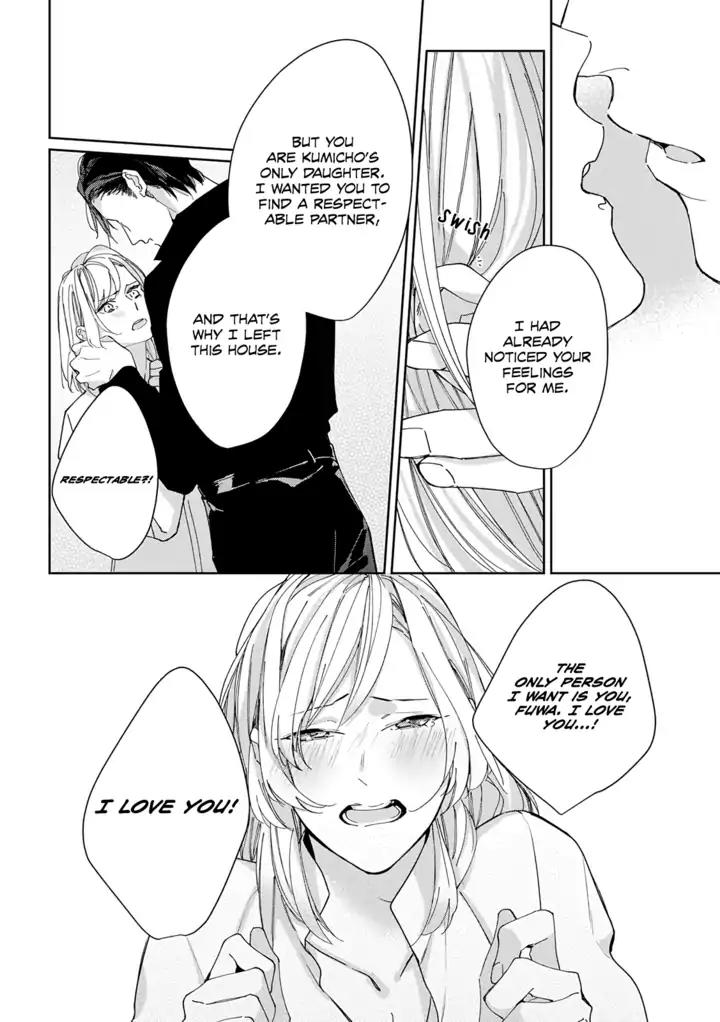 I HAD
ALREADY
NOTICED YOUR
FEELINGS
FOR ME.
SWISH
BUT YOU
ARE KUMICHO'S
ONLY DAUGHTER.
I WANTED YOU TO
FIND A RESPECT-
ABLE PARTNER,
AND THAT'S
WHY I LEFT
THIS HOUSE.
RESPECTABLE?!
THE
ONLY PERSON
I WANT IS YOU,
FUWA. I LOVE
YOU...!
I LOVE YOU!